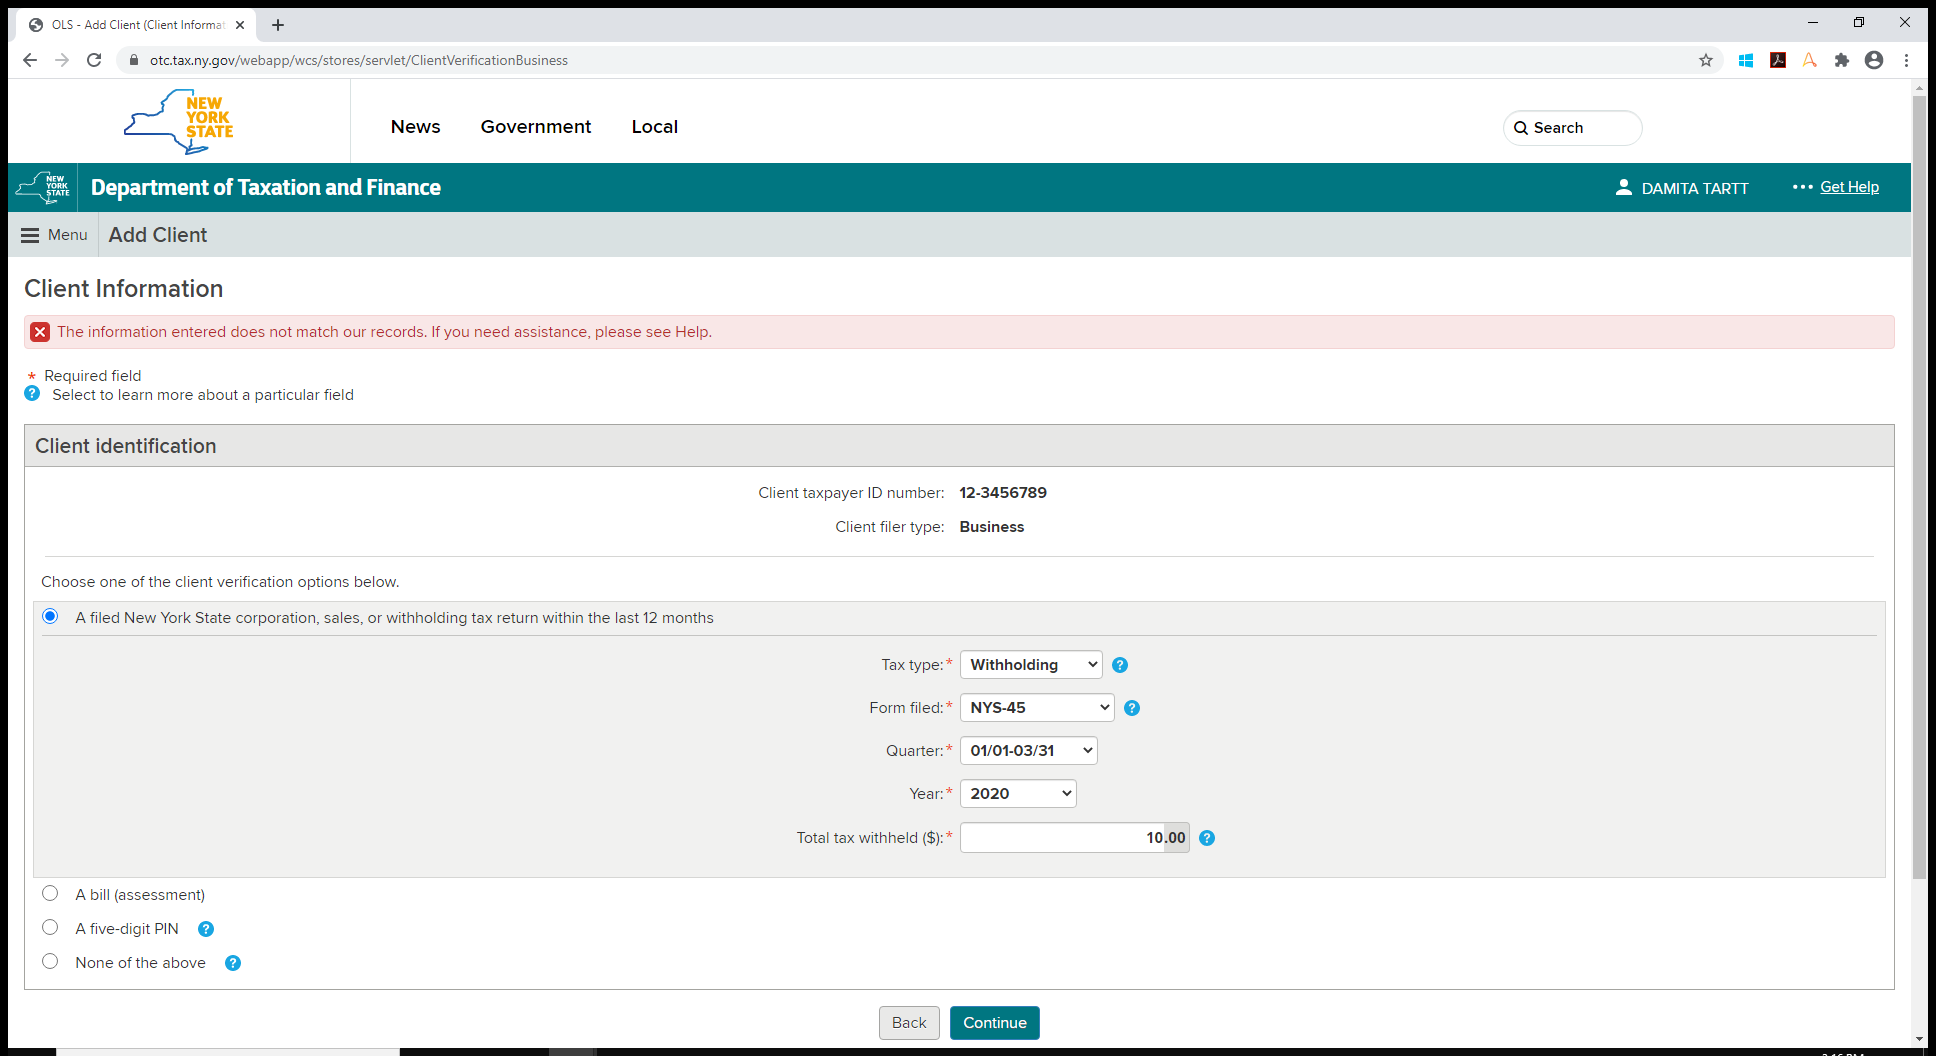 OLS - Add Client (Client Informat
otc.tax.ny.gov/webapp/wcs/stores/servlet/ClientVerificationBusiness
NEW
YORK
STATE
News Government Local
Search
NEW
YORK
STATE
Department of Taxation and Finance
DAMITA TARTT
Get Help
Menu
Add Client
Client Information
The information entered does not match our records. If you need assistance, please see Help.
* Required field
? Select to learn more about a particular field
Client identification
Client taxpayer ID number: 12-3456789
Client filer type: Business
Choose one of the client verification options below.
A filed New York State corporation, sales, or withholding tax return within the last 12 months
Tax type:* Withholding ?
Form filed:* NYS-45 ?
Quarter:* 01/01-03/31
Year:* 2020
Total tax withheld ($):* 10.00 ?
A bill (assessment)
A five-digit PIN ?
None of the above ?
Back Continue